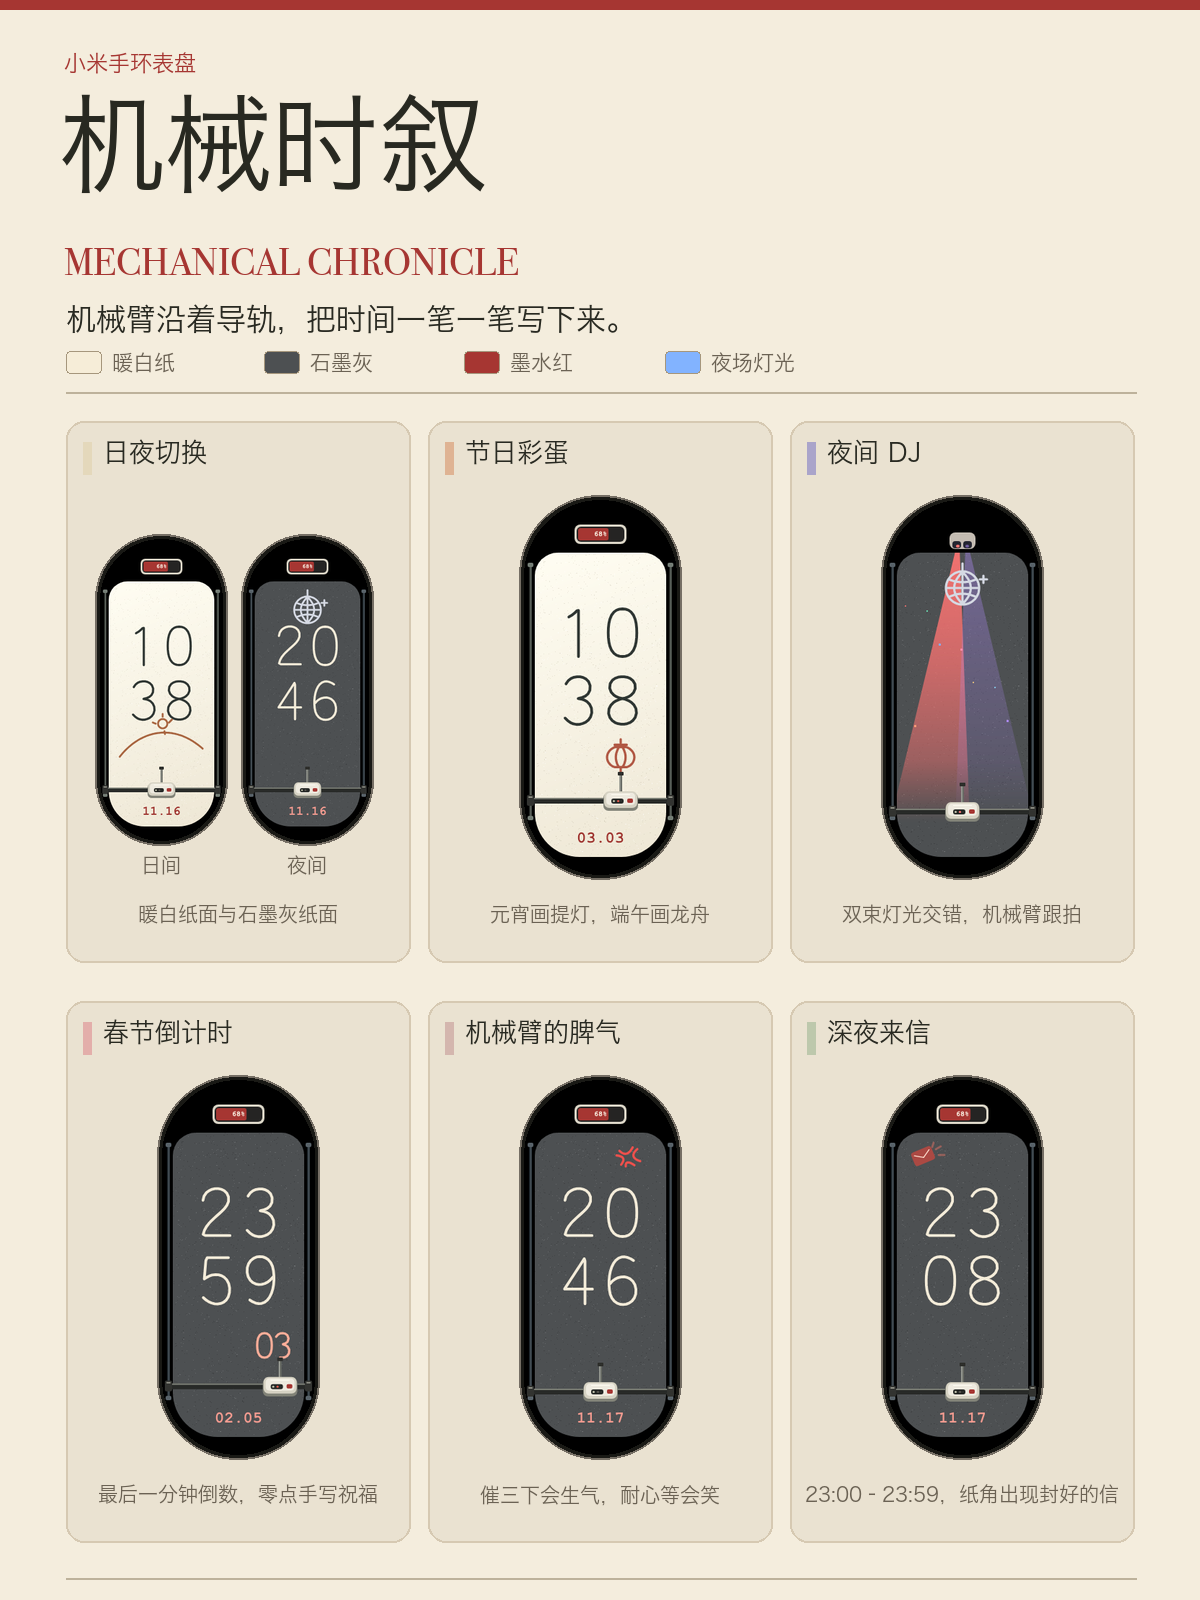 小米手环表盘
机械时叙
MECHANICAL CHRONICLE
机械臂沿着导轨，把时间一笔一笔写下来。
暖白纸 石墨灰 墨水红 夜场灯光
日夜切换
68%
10
38
11.16
日间
68%
20
46
11.16
夜间
暖白纸面与石墨灰纸面
节日彩蛋
68%
10
38
03.03
元宵画提灯，端午画龙舟
夜间 DJ
双束灯光交错，机械臂跟拍
春节倒计时
68%
23
59
03
02.05
最后一分钟倒数，零点手写祝福
机械臂的脾气
68%
20
46
11.17
催三下会生气，耐心等会笑
深夜来信
68%
23
08
11.17
23:00 - 23:59，纸角出现封好的信